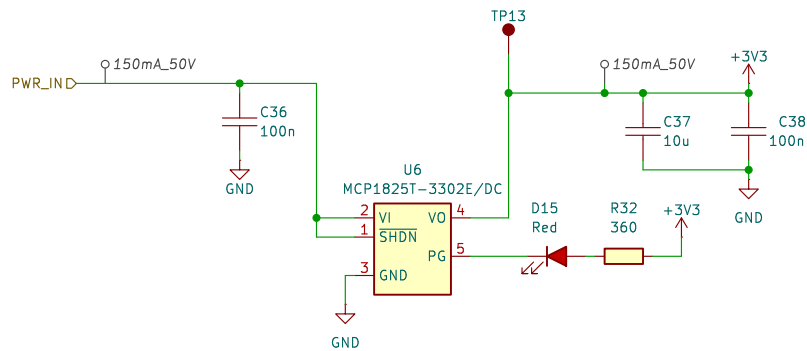 TP13
150mA_50V
150mA_50V
+3V3
PWR_IN
C36
100n
C37
10u
C38
100n
GND
U6
MCP1825T-3302E/DC
GND
2 VI
VO 4
1 SHDN
PG 5
3 GND
D15
Red
R32
360
+3V3
GND